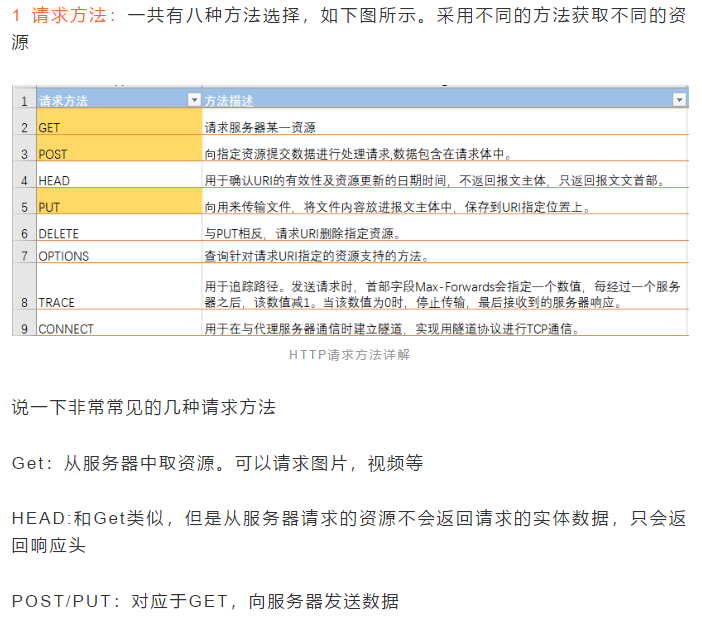 1 请求方法：一共有八种方法选择，如下图所示。采用不同的方法获取不同的资
源
1 请求方法 方法描述
2 GET 请求服务器某一资源
3 POST 向指定资源提交数据进行处理请求,数据包含在请求体中。
4 HEAD 用于确认URI的有效性及资源更新的日期时间，不返回报文主体，只返回报文文首部。
5 PUT 向用来传输文件，将文件内容放进报文主体中，保存到URI指定位置上。
6 DELETE 与PUT相反，请求URI删除指定资源。
7 OPTIONS 查询针对请求URI指定的资源支持的方法。
用于追踪路径。发送请求时，首部字段Max-Forwards会指定一个数值，每经过一个服务
8 TRACE 器之后，该数值减1。当该数值为0时，停止传输，最后接收到的服务器响应。
9 CONNECT 用于在与代理服务器通信时建立隧道，实现用隧道协议进行TCP通信。
HTTP请求方法详解
说一下非常常见的几种请求方法
Get：从服务器中取资源。可以请求图片，视频等
HEAD:和Get类似，但是从服务器请求的资源不会返回请求的实体数据，只会返
回响应头
POST/PUT：对应于GET，向服务器发送数据